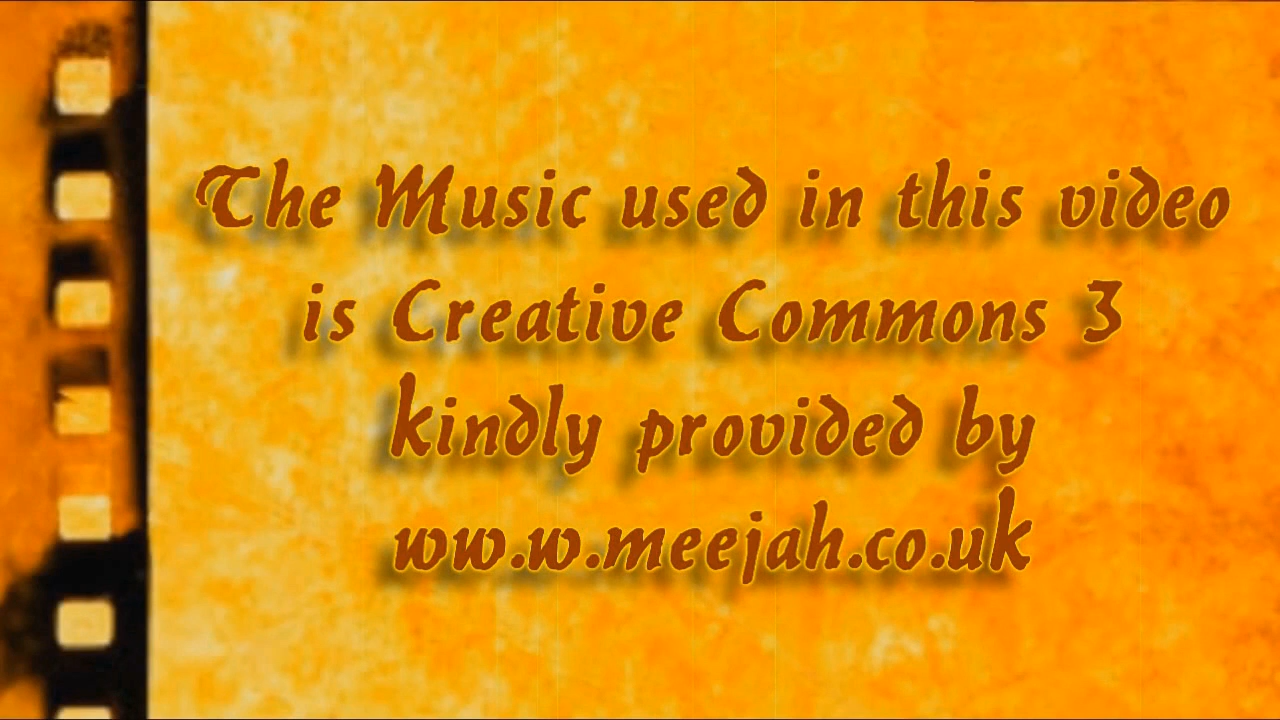 The Music used in this video
is Creative Commons 3
kindly provided by
www.meejah.co.uk